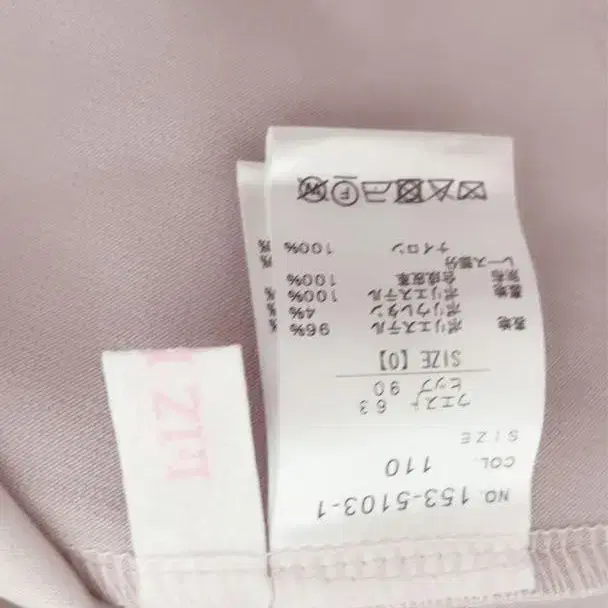 NO. 153-5103-1
COL. 110
SIZE
ウエスト 63
ヒップ 90
SIZE [0]
表地 ポリエステル 96%
ポリウレタン 4%
裏地 ポリエステル 100%
別布 合成皮革 100%
レース部分
ナイロン 100%
F W